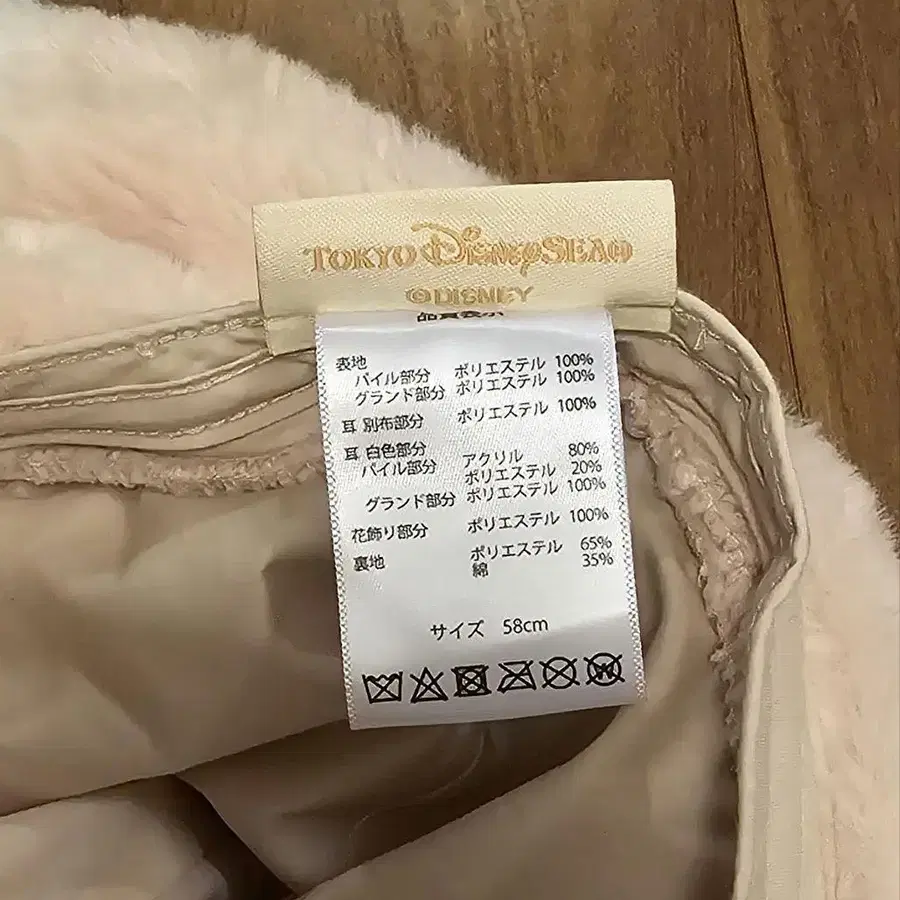 TOKYO DISNEYSEA®
©DISNEY
品質表示
表地
パイル部分 ポリエステル 100%
グランド部分 ポリエステル 100%
耳 別布部分 ポリエステル 100%
耳 白色部分
パイル部分 アクリル 80%
ポリエステル 20%
グランド部分 ポリエステル 100%
花飾り部分 ポリエステル 100%
裏地 ポリエステル 65%
綿 35%
サイズ 58cm